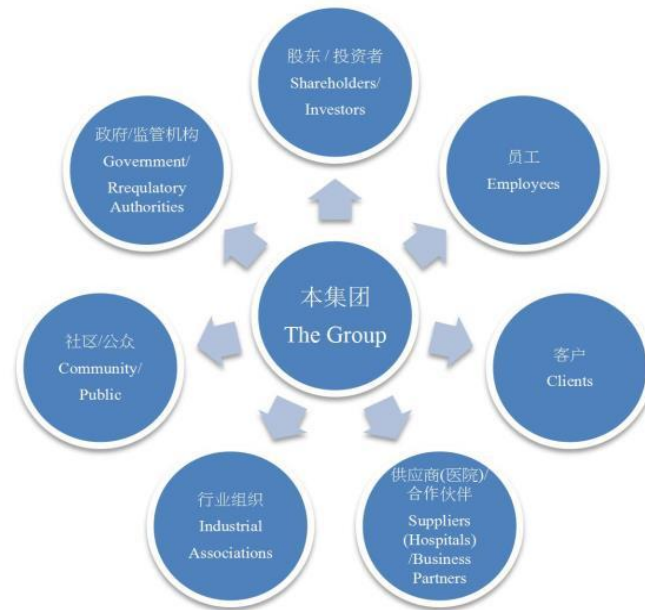 股东 / 投资者
Shareholders/
Investors
员工
Employees
客户
Clients
供应商(医院)/
合作伙伴
Suppliers
(Hospitals)
/Business
Partners
行业组织
Industrial
Associations
社区/公众
Community/
Public
政府/监管机构
Government/
Rrequlatory
Authorities
本集团
The Group